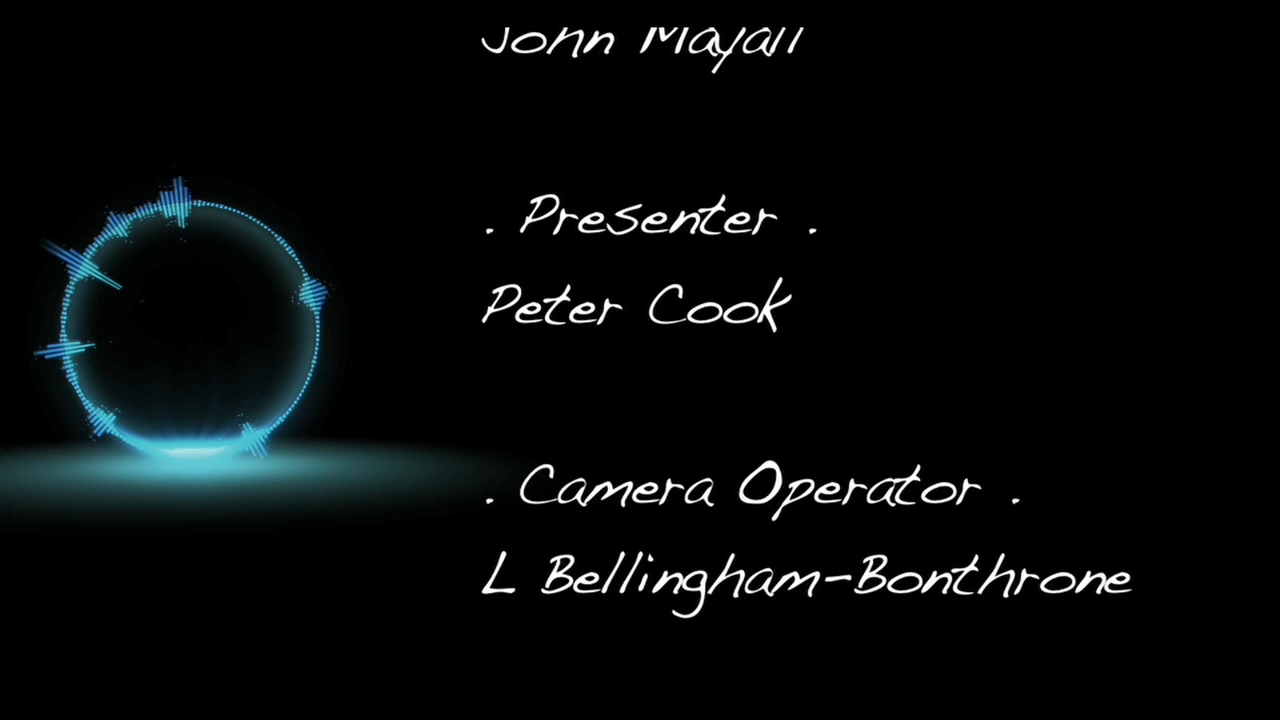 John Mayall
. Presenter .
Peter Cook
. Camera Operator .
L Bellingham-Bonthrone